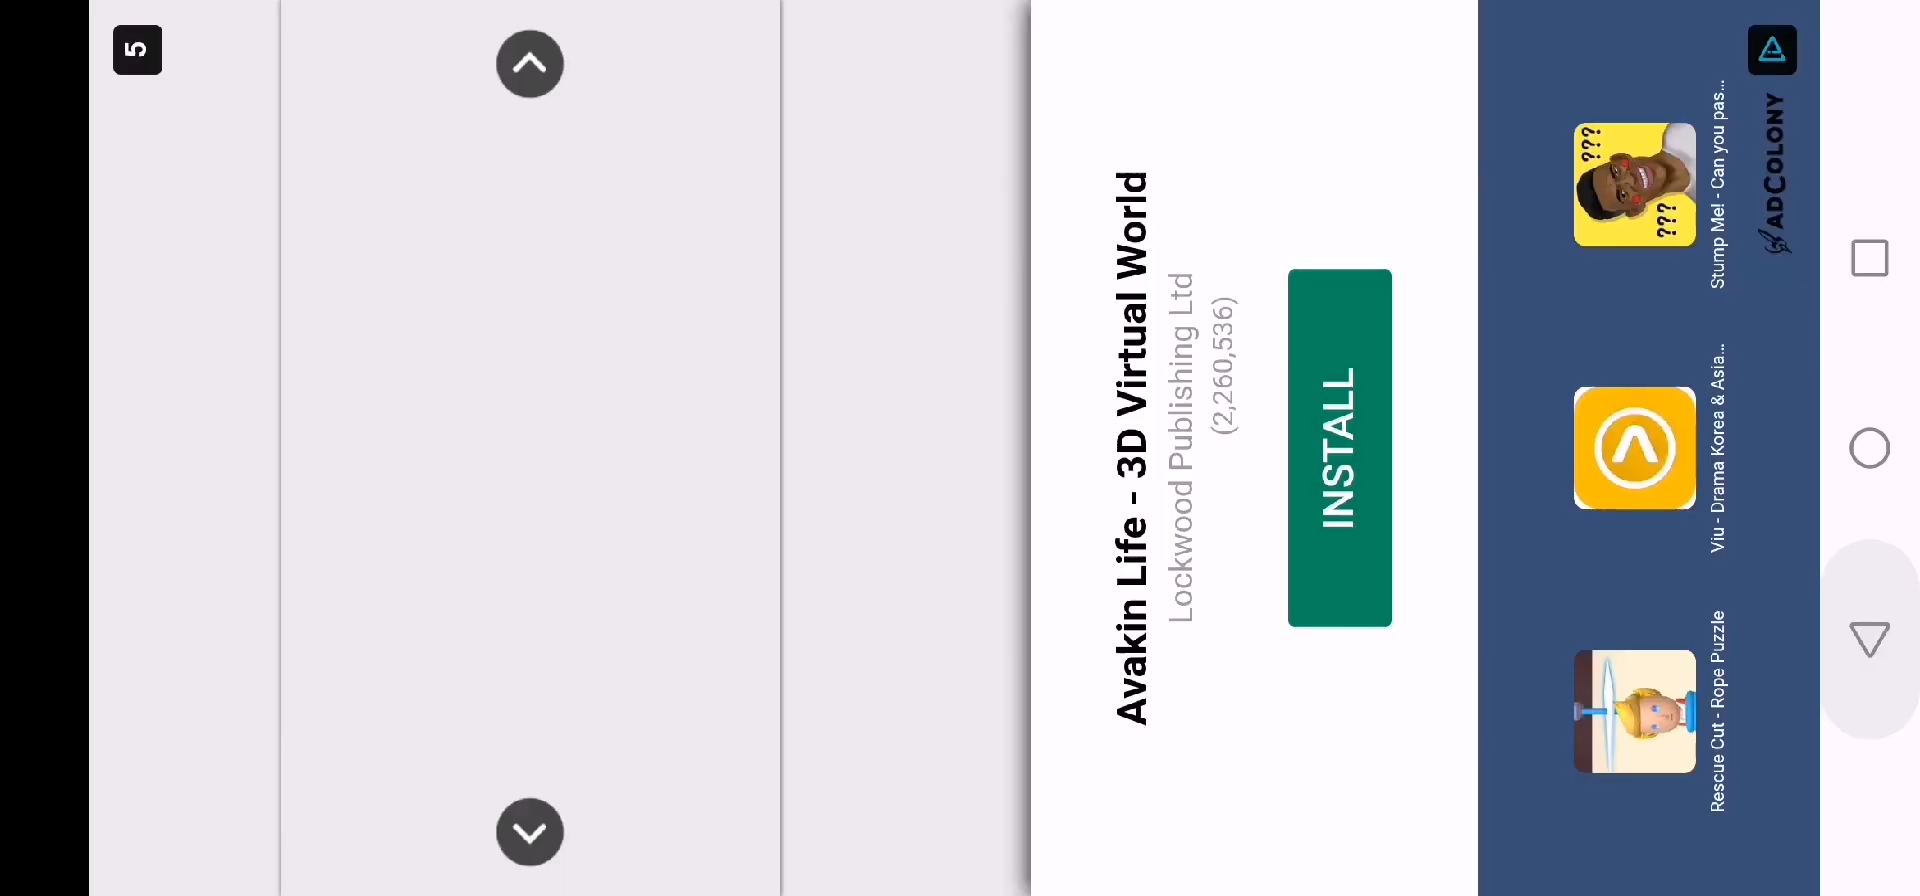 5
Avakin Life - 3D Virtual World
Lockwood Publishing Ltd
(2,260,536)
INSTALL
???
???
Rescue Cut - Rope Puzzle
Viu - Drama Korea & Asia...
Stump Me! - Can you pas...
ADCOLONY